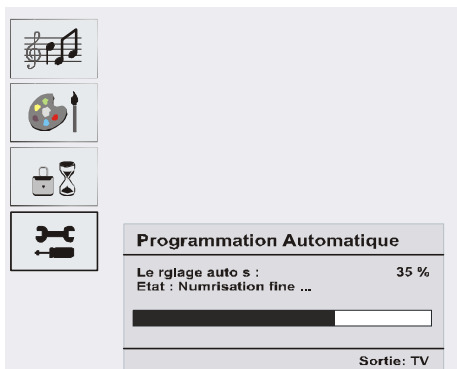 Programmation Automatique
Le rglage auto s : 35 %
Etat : Numrisation fine ...
Sortie: TV